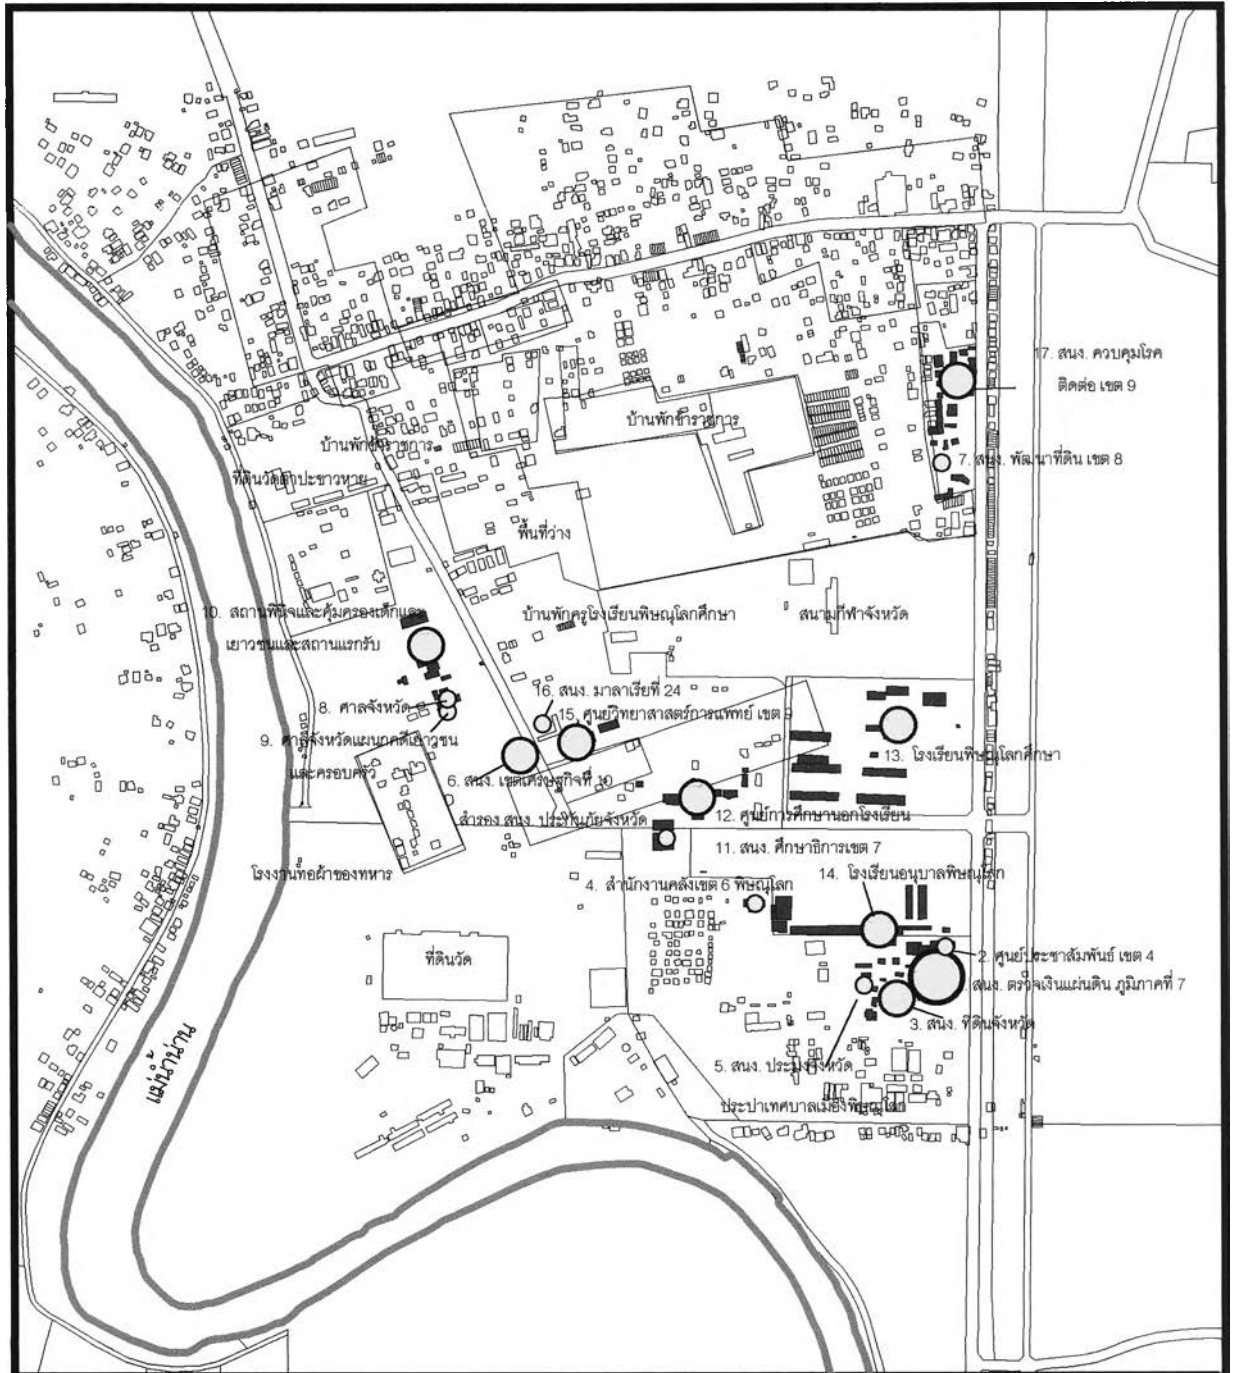 17. สนง. ควบคุมโรค
ติดต่อ เขต 9
บ้านพักข้าราชการ
บ้านพักข้าราชการ
7. สนง. พัฒนาที่ดิน เขต 8
พื้นที่ว่าง
10. สถานพินิจและคุ้มครองเด็กและ
เยาวชนและสถานแรกรับ
บ้านพักครูโรงเรียนพิษณุโลกศึกษา
สนามกีฬาจังหวัด
16. สนง. มาลาเรียที่ 24
8. ศาลจังหวัด
15. ศูนย์วิทยาศาสตร์การแพทย์ เขต 9
9. ศาลจังหวัดแผนกคดีเยาวชน
และครอบครัว
13. โรงเรียนพิษณุโลกศึกษา
6. สนง. เขตเศรษฐกิจที่ 10
สำรอง สนง. ประกันภัยจังหวัด
12. ศูนย์การศึกษานอกโรงเรียน
11. สนง. ศึกษาธิการเขต 7
โรงงานทอผ้าของทหาร
14. โรงเรียนอนุบาลพิษณุโลก
4. สำนักงานคลังเขต 6 พิษณุโลก
ที่ดินวัด
2. ศูนย์ประชาสัมพันธ์ เขต 4
. สนง. ตรวจเงินแผ่นดิน ภูมิภาคที่ 7
3. สนง. ที่ดินจังหวัด
แม่น้ำน่าน
5. สนง. ประมงจังหวัด
ประปาเทศบาลเมืองพิษณุโลก